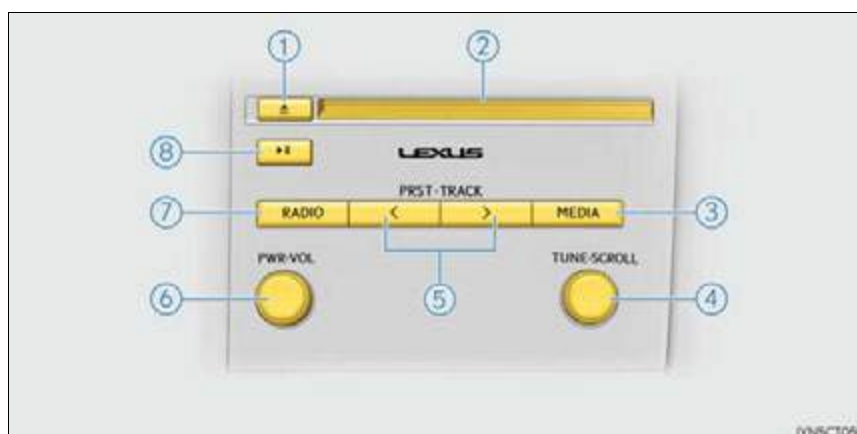 1 2
8 LEXUS
PRST·TRACK
7 RADIO < > MEDIA 3
PWR·VOL TUNE·SCROLL
6 5 4